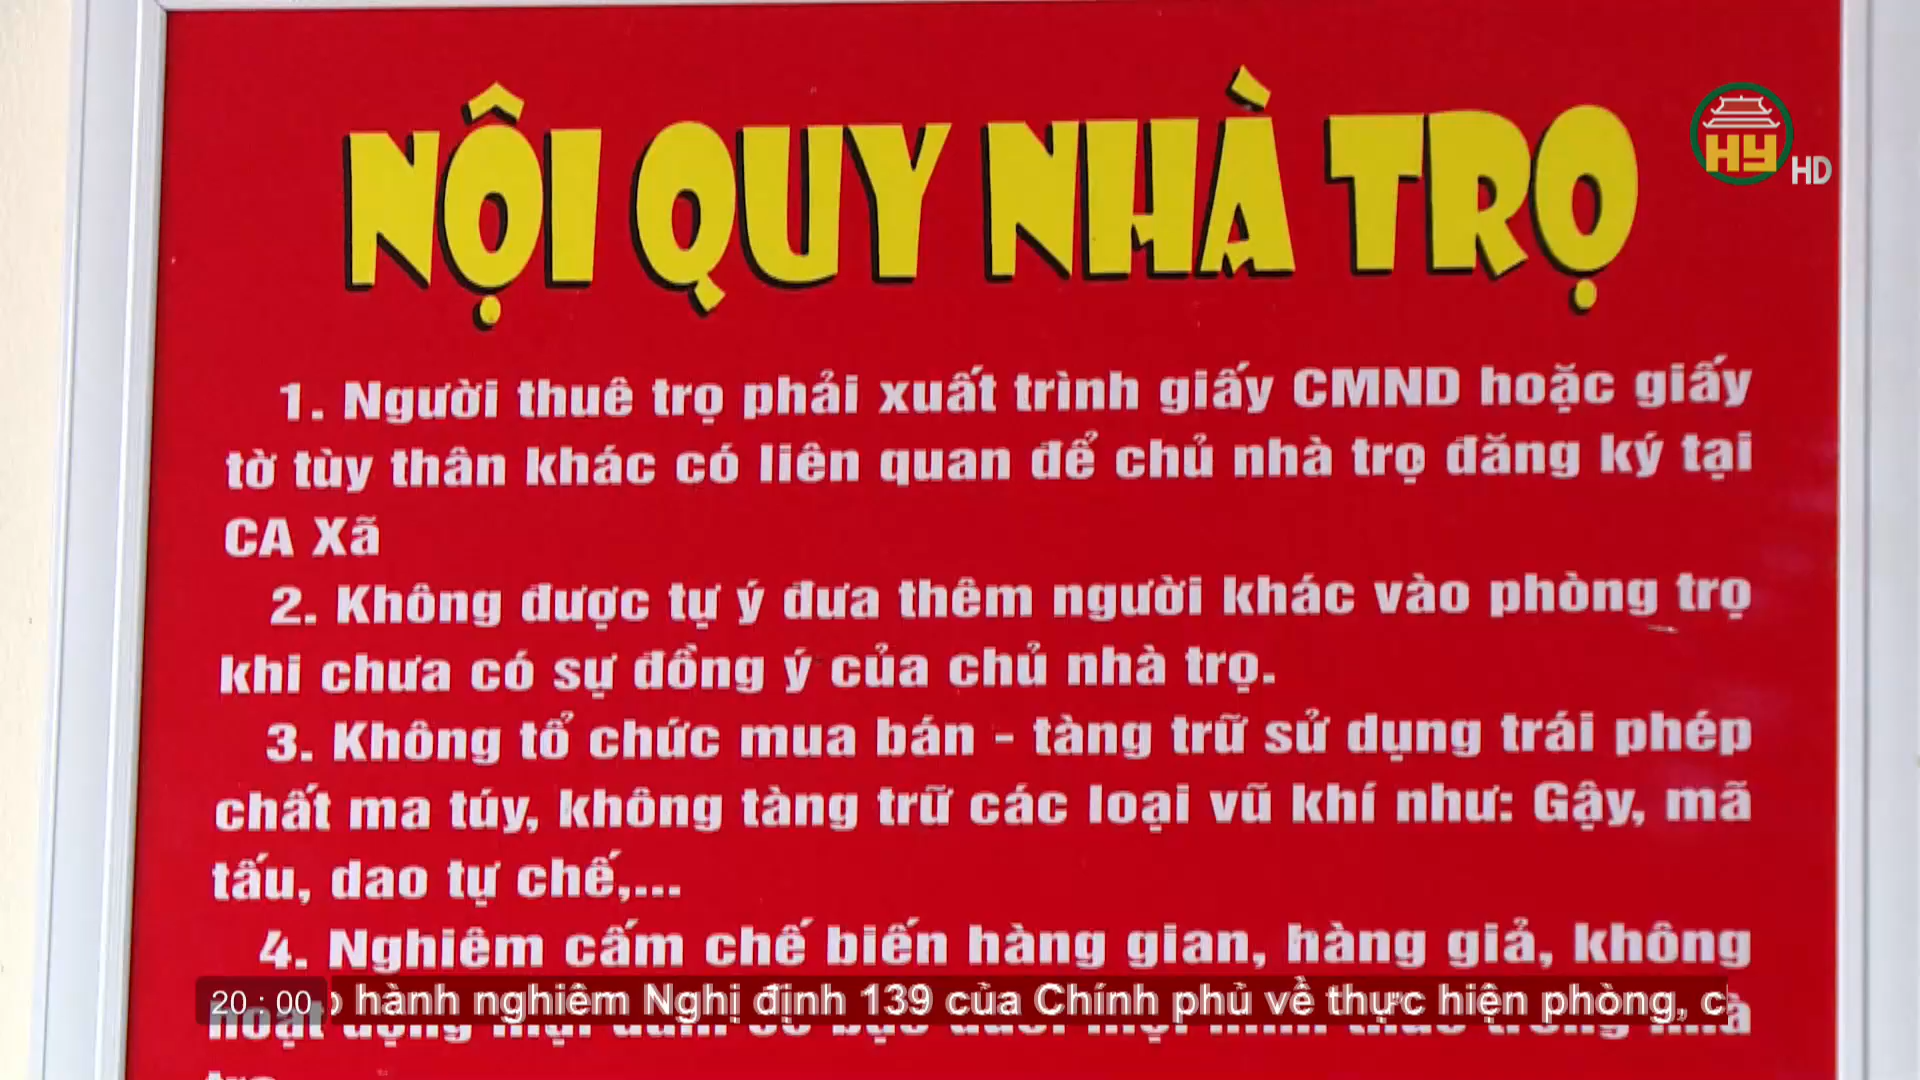 NỘI QUY NHÀ TRỌ
HY HD
1. Người thuê trọ phải xuất trình giấy CMND hoặc giấy
tờ tùy thân khác có liên quan để chủ nhà trọ đăng ký tại
CA Xã
2. Không được tự ý đưa thêm người khác vào phòng trọ
khi chưa có sự đồng ý của chủ nhà trọ.
3. Không tổ chức mua bán - tàng trữ sử dụng trái phép
chất ma túy, không tàng trữ các loại vũ khí như: Gậy, mã
tấu, dao tự chế,...
4. Nghiêm cấm chế biến hàng gian, hàng giả, không
20 : 00 hành nghiêm Nghị định 139 của Chính phủ về thực hiện phòng, c